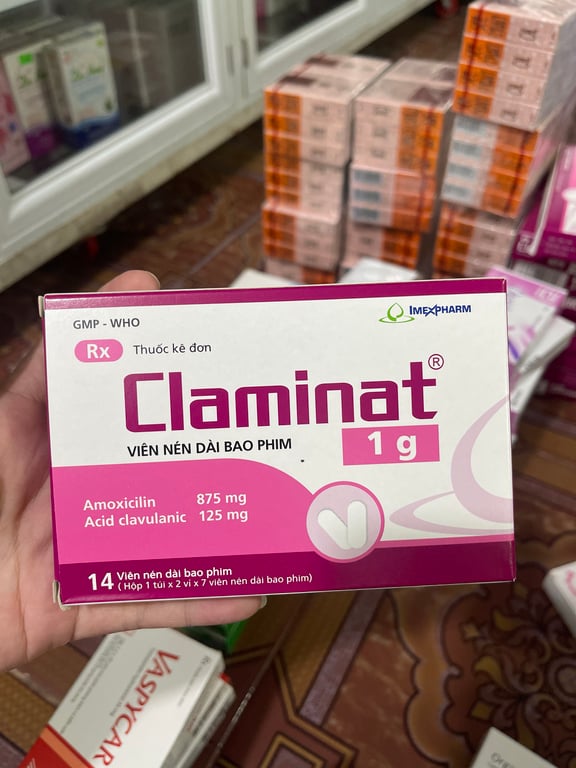 GMP - WHO
IMEXPHARM
Rx Thuốc kê đơn
Claminat®
1 g
VIÊN NÉN DÀI BAO PHIM
Amoxicilin 875 mg
Acid clavulanic 125 mg
14 Viên nén dài bao phim
( Hộp 1 túi x 2 vỉ x 7 viên nén dài bao phim)
VASPYCAR